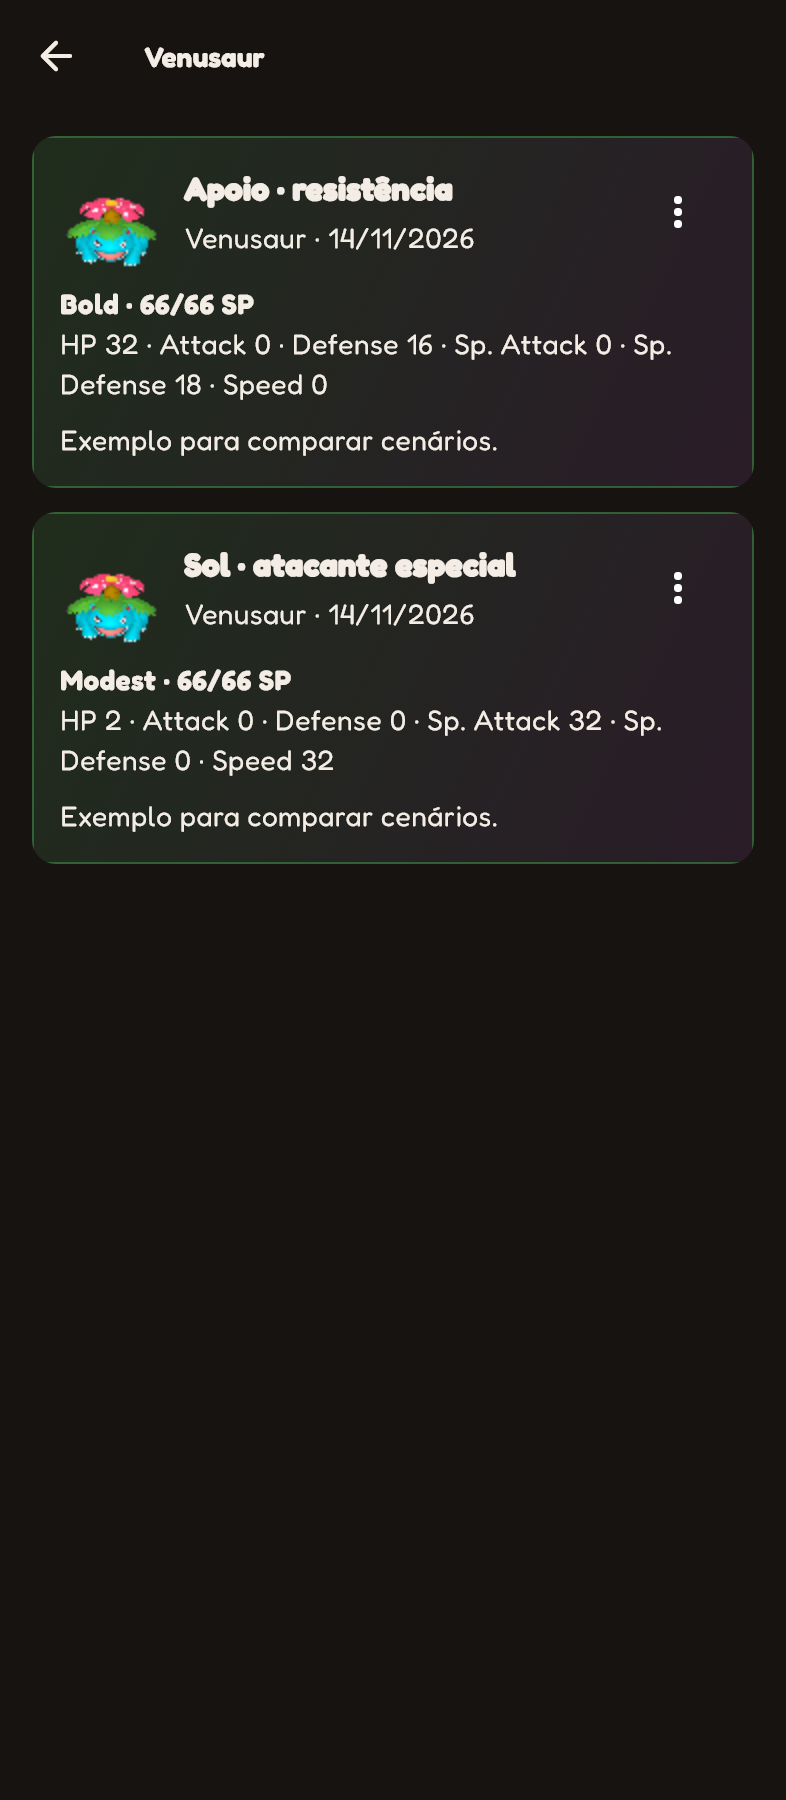 Venusaur
Apoio · resistência
Venusaur · 14/11/2026
Bold · 66/66 SP
HP 32 · Attack 0 · Defense 16 · Sp. Attack 0 · Sp.
Defense 18 · Speed 0
Exemplo para comparar cenários.
Sol · atacante especial
Venusaur · 14/11/2026
Modest · 66/66 SP
HP 2 · Attack 0 · Defense 0 · Sp. Attack 32 · Sp.
Defense 0 · Speed 32
Exemplo para comparar cenários.